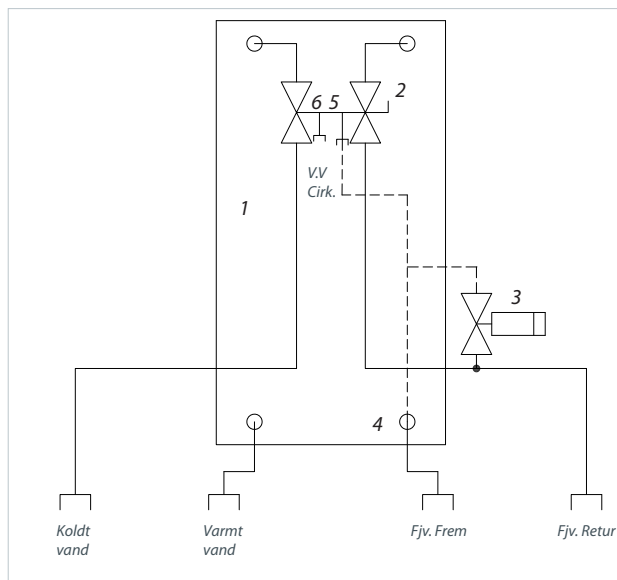 2
6 5
V.V
Cirk.
1
3
4
Koldt
vand
Varmt
vand
Fjv. Frem
Fjv. Retur